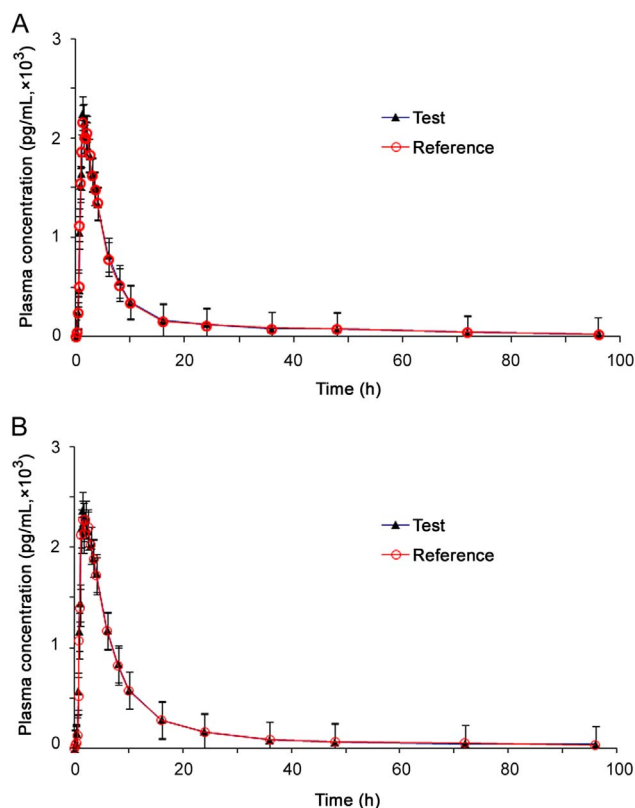 A
Plasma concentration (pg/mL,×10³)
3
2
1
0
Test
Reference
0 20 40 60 80 100
Time (h)
B
Plasma concentration (pg/mL,×10³)
3
2
1
0
Test
Reference
0 20 40 60 80 100
Time (h)